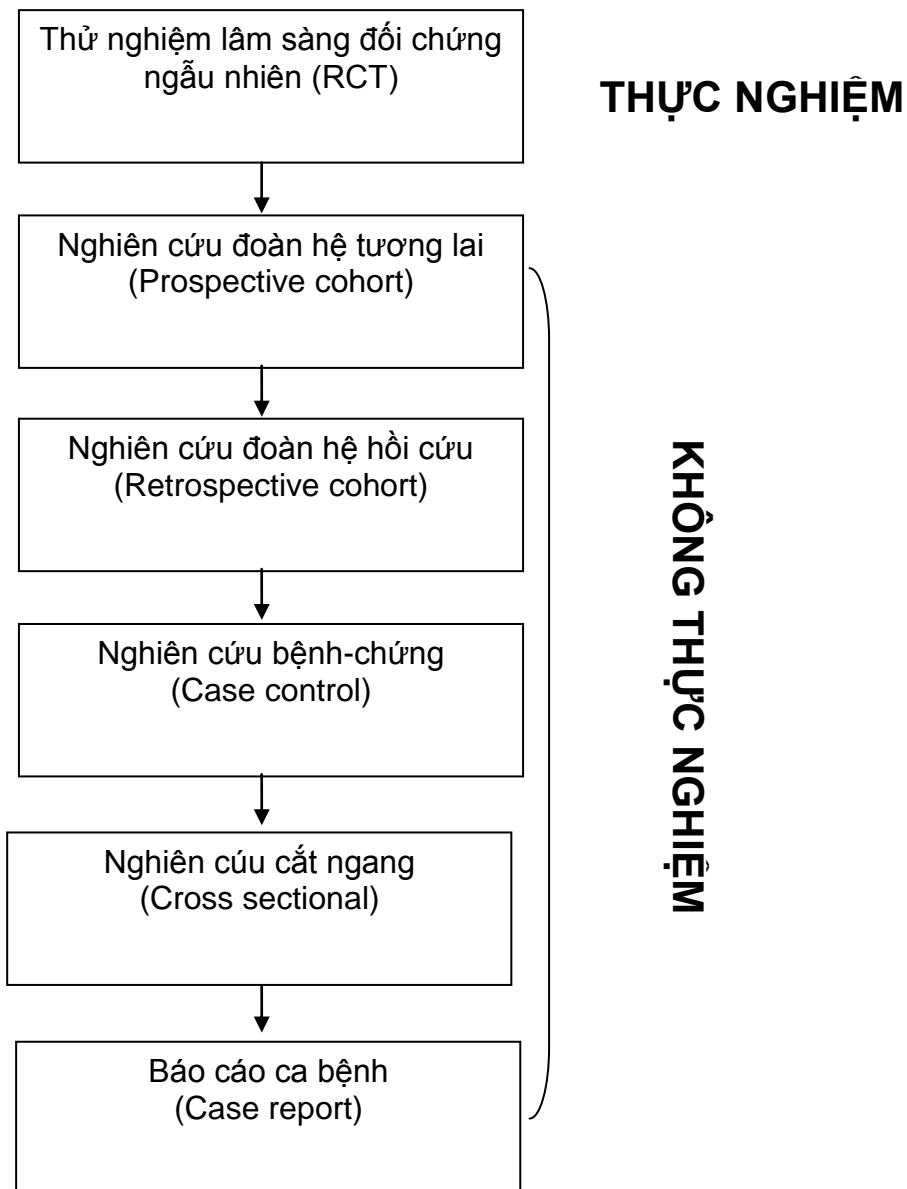 Thử nghiệm lâm sàng đối chứng
ngẫu nhiên (RCT)
THỰC NGHIỆM
Nghiên cứu đoàn hệ tương lai
(Prospective cohort)
Nghiên cứu đoàn hệ hồi cứu
(Retrospective cohort)
Nghiên cứu bệnh-chứng
(Case control)
Nghiên cúu cắt ngang
(Cross sectional)
Báo cáo ca bệnh
(Case report)
KHÔNG THỰC NGHIỆM